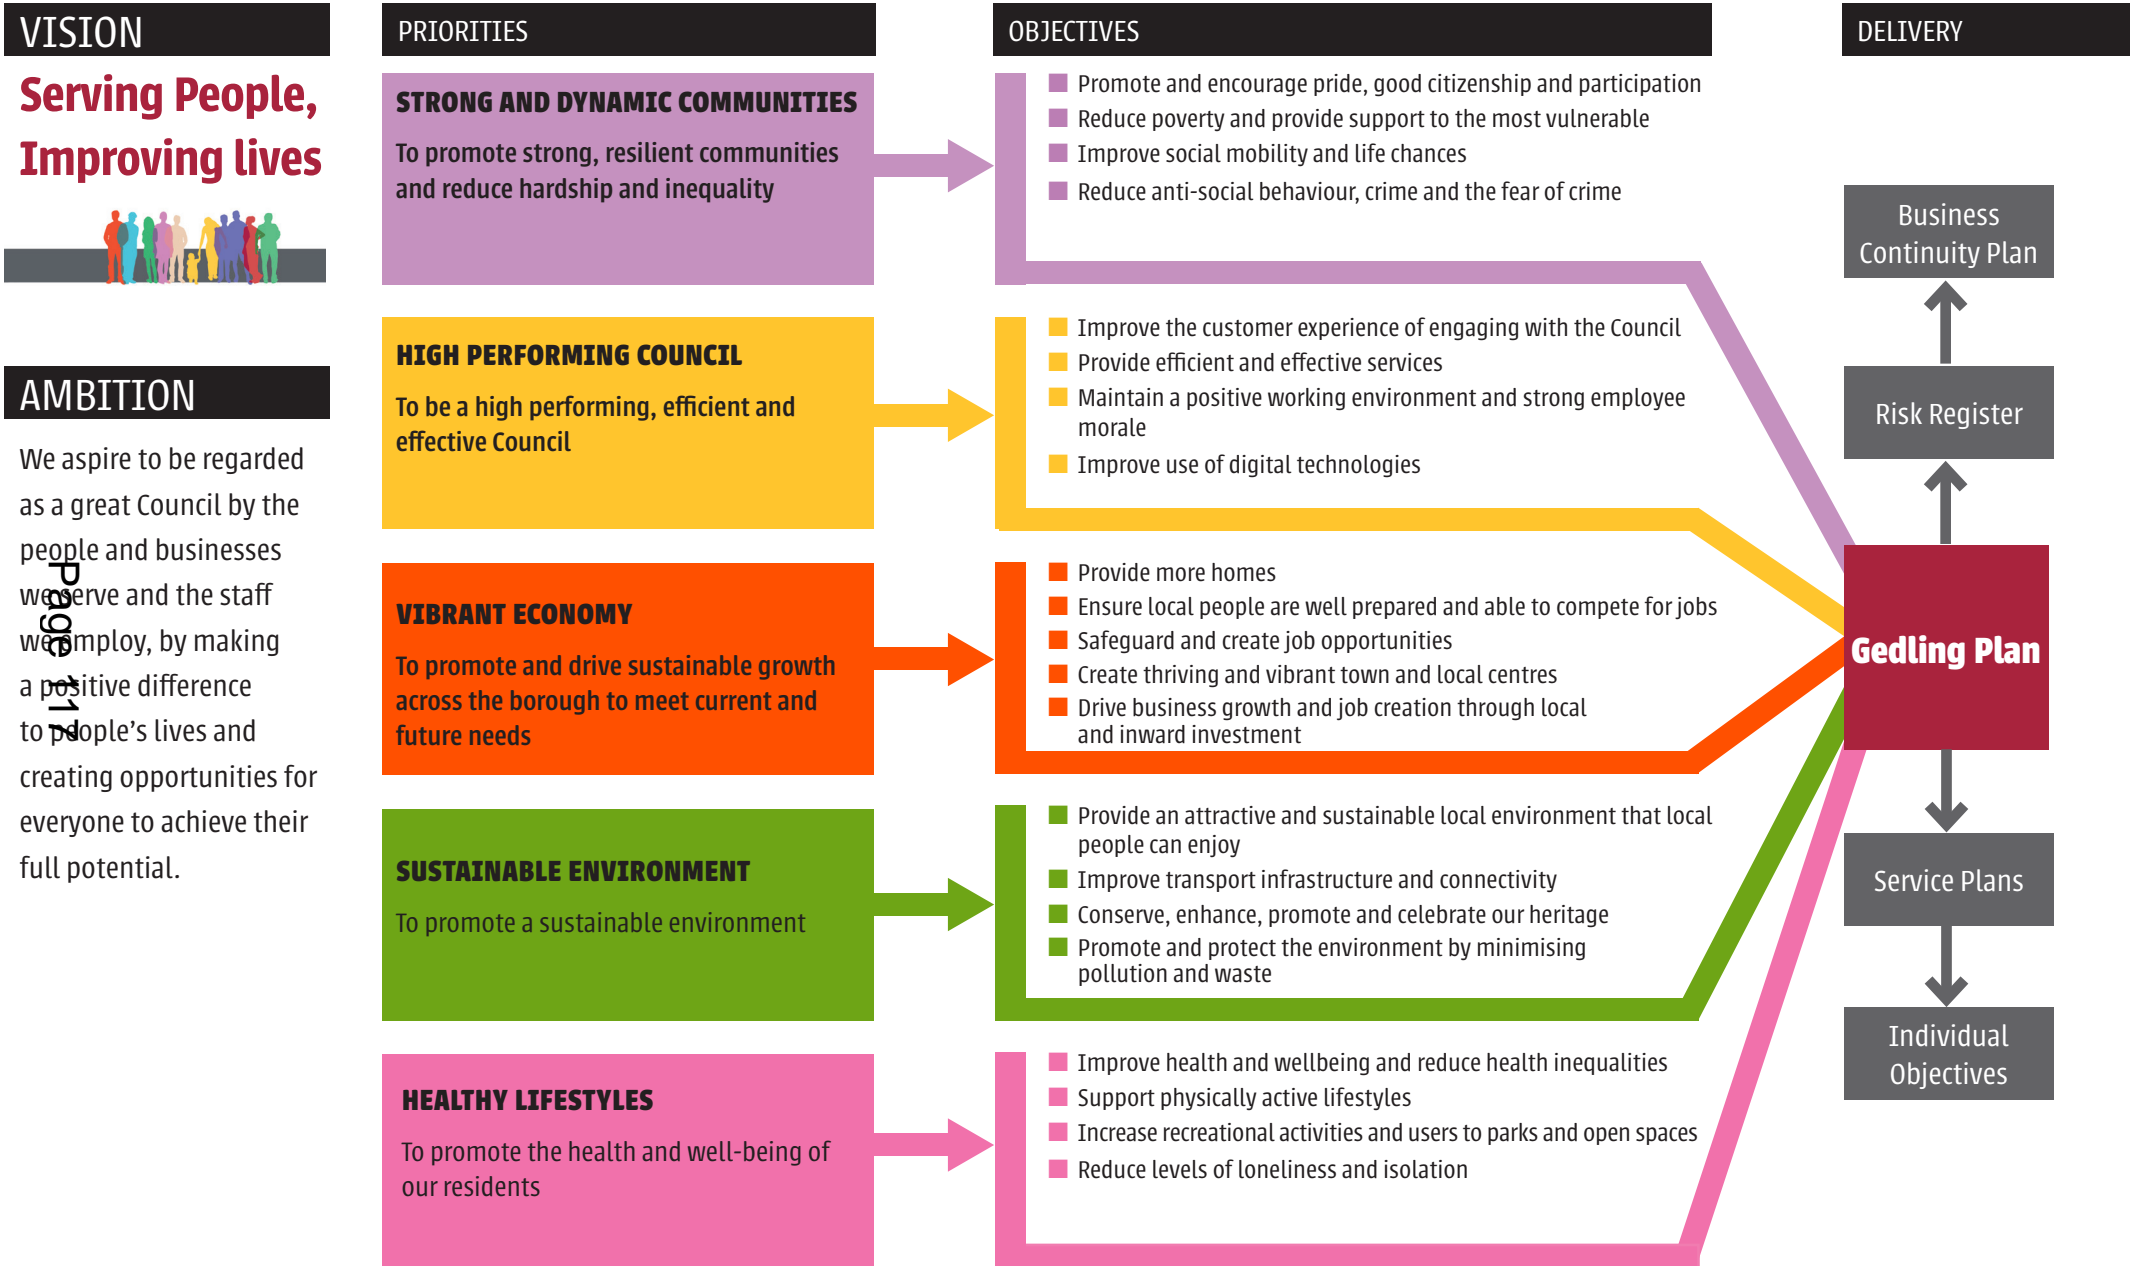 VISION
Serving People,
Improving lives
AMBITION
We aspire to be regarded
as a great Council by the
people and businesses
we serve and the staff
we employ, by making
a positive difference
to people’s lives and
creating opportunities for
everyone to achieve their
full potential.
Page 117
PRIORITIES
STRONG AND DYNAMIC COMMUNITIES
To promote strong, resilient communities
and reduce hardship and inequality
HIGH PERFORMING COUNCIL
To be a high performing, efficient and
effective Council
VIBRANT ECONOMY
To promote and drive sustainable growth
across the borough to meet current and
future needs
SUSTAINABLE ENVIRONMENT
To promote a sustainable environment
HEALTHY LIFESTYLES
To promote the health and well-being of
our residents
OBJECTIVES
Promote and encourage pride, good citizenship and participation
Reduce poverty and provide support to the most vulnerable
Improve social mobility and life chances
Reduce anti-social behaviour, crime and the fear of crime
Improve the customer experience of engaging with the Council
Provide efficient and effective services
Maintain a positive working environment and strong employee
morale
Improve use of digital technologies
Provide more homes
Ensure local people are well prepared and able to compete for jobs
Safeguard and create job opportunities
Create thriving and vibrant town and local centres
Drive business growth and job creation through local
and inward investment
Provide an attractive and sustainable local environment that local
people can enjoy
Improve transport infrastructure and connectivity
Conserve, enhance, promote and celebrate our heritage
Promote and protect the environment by minimising
pollution and waste
Improve health and wellbeing and reduce health inequalities
Support physically active lifestyles
Increase recreational activities and users to parks and open spaces
Reduce levels of loneliness and isolation
DELIVERY
Business
Continuity Plan
Risk Register
Gedling Plan
Service Plans
Individual
Objectives